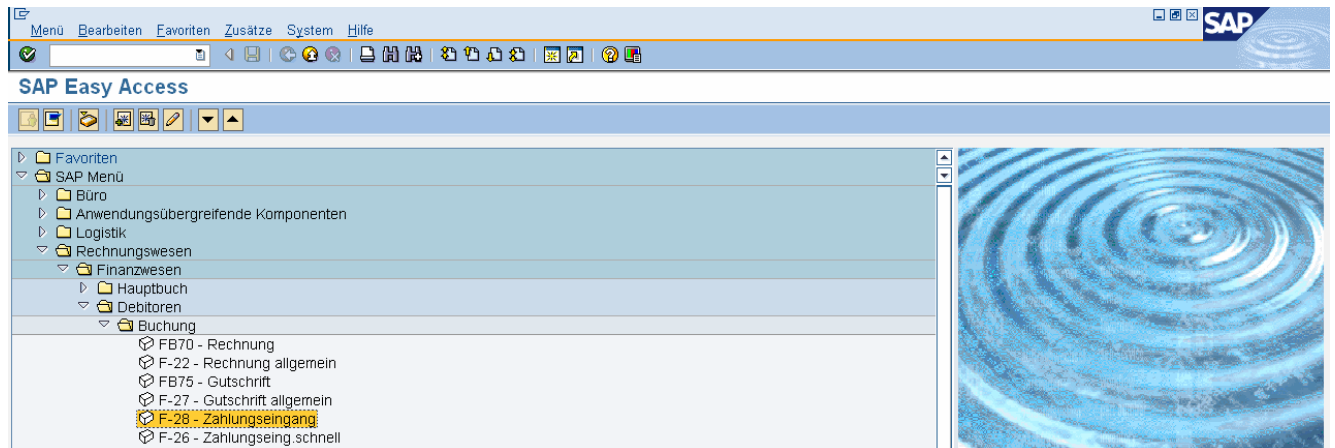 Menü Bearbeiten Favoriten Zusätze System Hilfe
SAP
SAP Easy Access
Favoriten
SAP Menü
Büro
Anwendungsübergreifende Komponenten
Logistik
Rechnungswesen
Finanzwesen
Hauptbuch
Debitoren
Buchung
FB70 - Rechnung
F-22 - Rechnung allgemein
FB75 - Gutschrift
F-27 - Gutschrift allgemein
F-28 - Zahlungseingang
F-26 - Zahlungseing.schnell